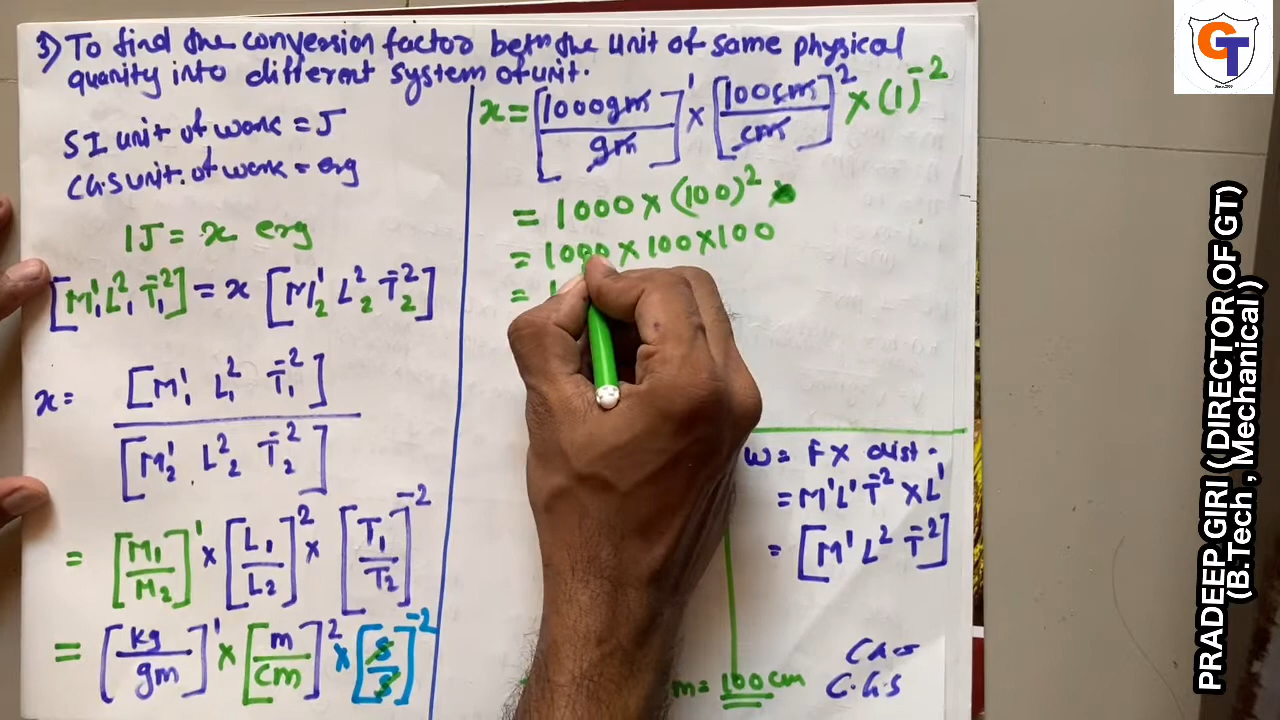 3) To find the conversion factor betn the unit of same physical
quanity into different system of unit.
SI unit of work = J
C.G.S unit. of work = erg
1J = x erg
[M₁¹ L₁² T₁⁻²] = x [M₂¹ L₂² T₂⁻²]
x = [M₁¹ L₁² T₁⁻²] / [M₂¹ L₂² T₂⁻²]
= [M₁/M₂]¹ × [L₁/L₂]² × [T₁/T₂]⁻²
= [kg/gm]¹ × [m/cm]² × [s/s]⁻²
x = [1000gm/gm]¹ × [100cm/cm]² × (1)⁻²
= 1000 × (100)²
= 1000 × 100 × 100
= 1
W = F × dist.
= M¹L¹T⁻² × L¹
= [M¹ L² T⁻²]
m = 100cm
C.G.S
GT
PRADEEP GIRI ( DIRECTOR OF GT)
(B.Tech , Mechanical )